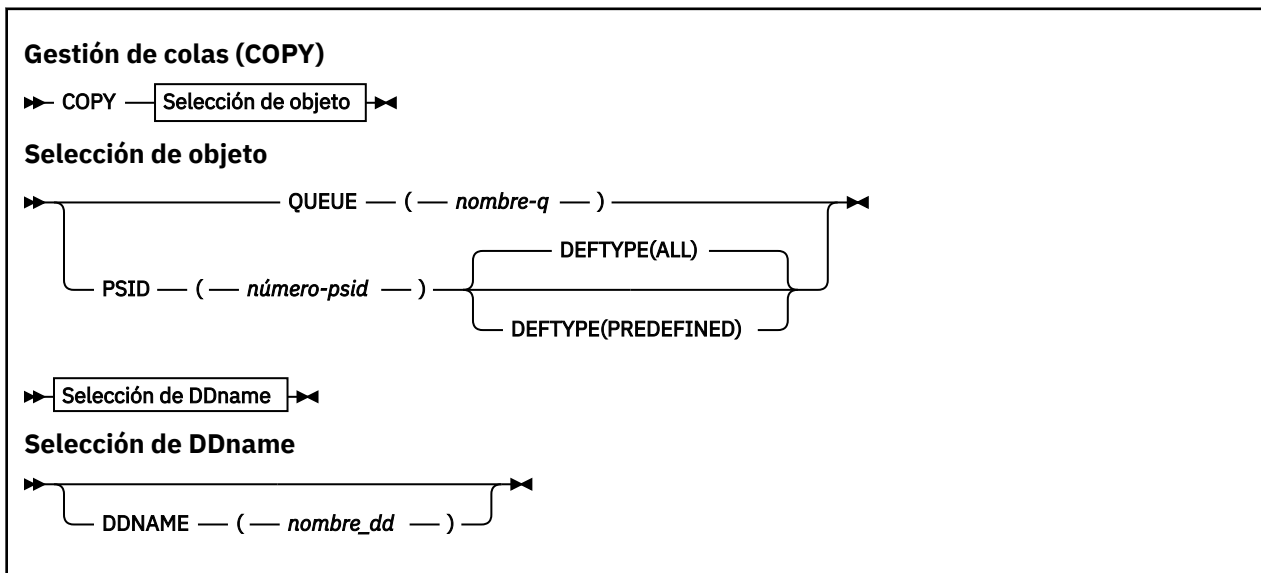 Gestión de colas (COPY)
COPY Selección de objeto
Selección de objeto
QUEUE ( nombre-q )
DEFTYPE(ALL)
PSID ( número-psid )
DEFTYPE(PREDEFINED)
Selección de DDname
Selección de DDname
DDNAME ( nombre_dd )